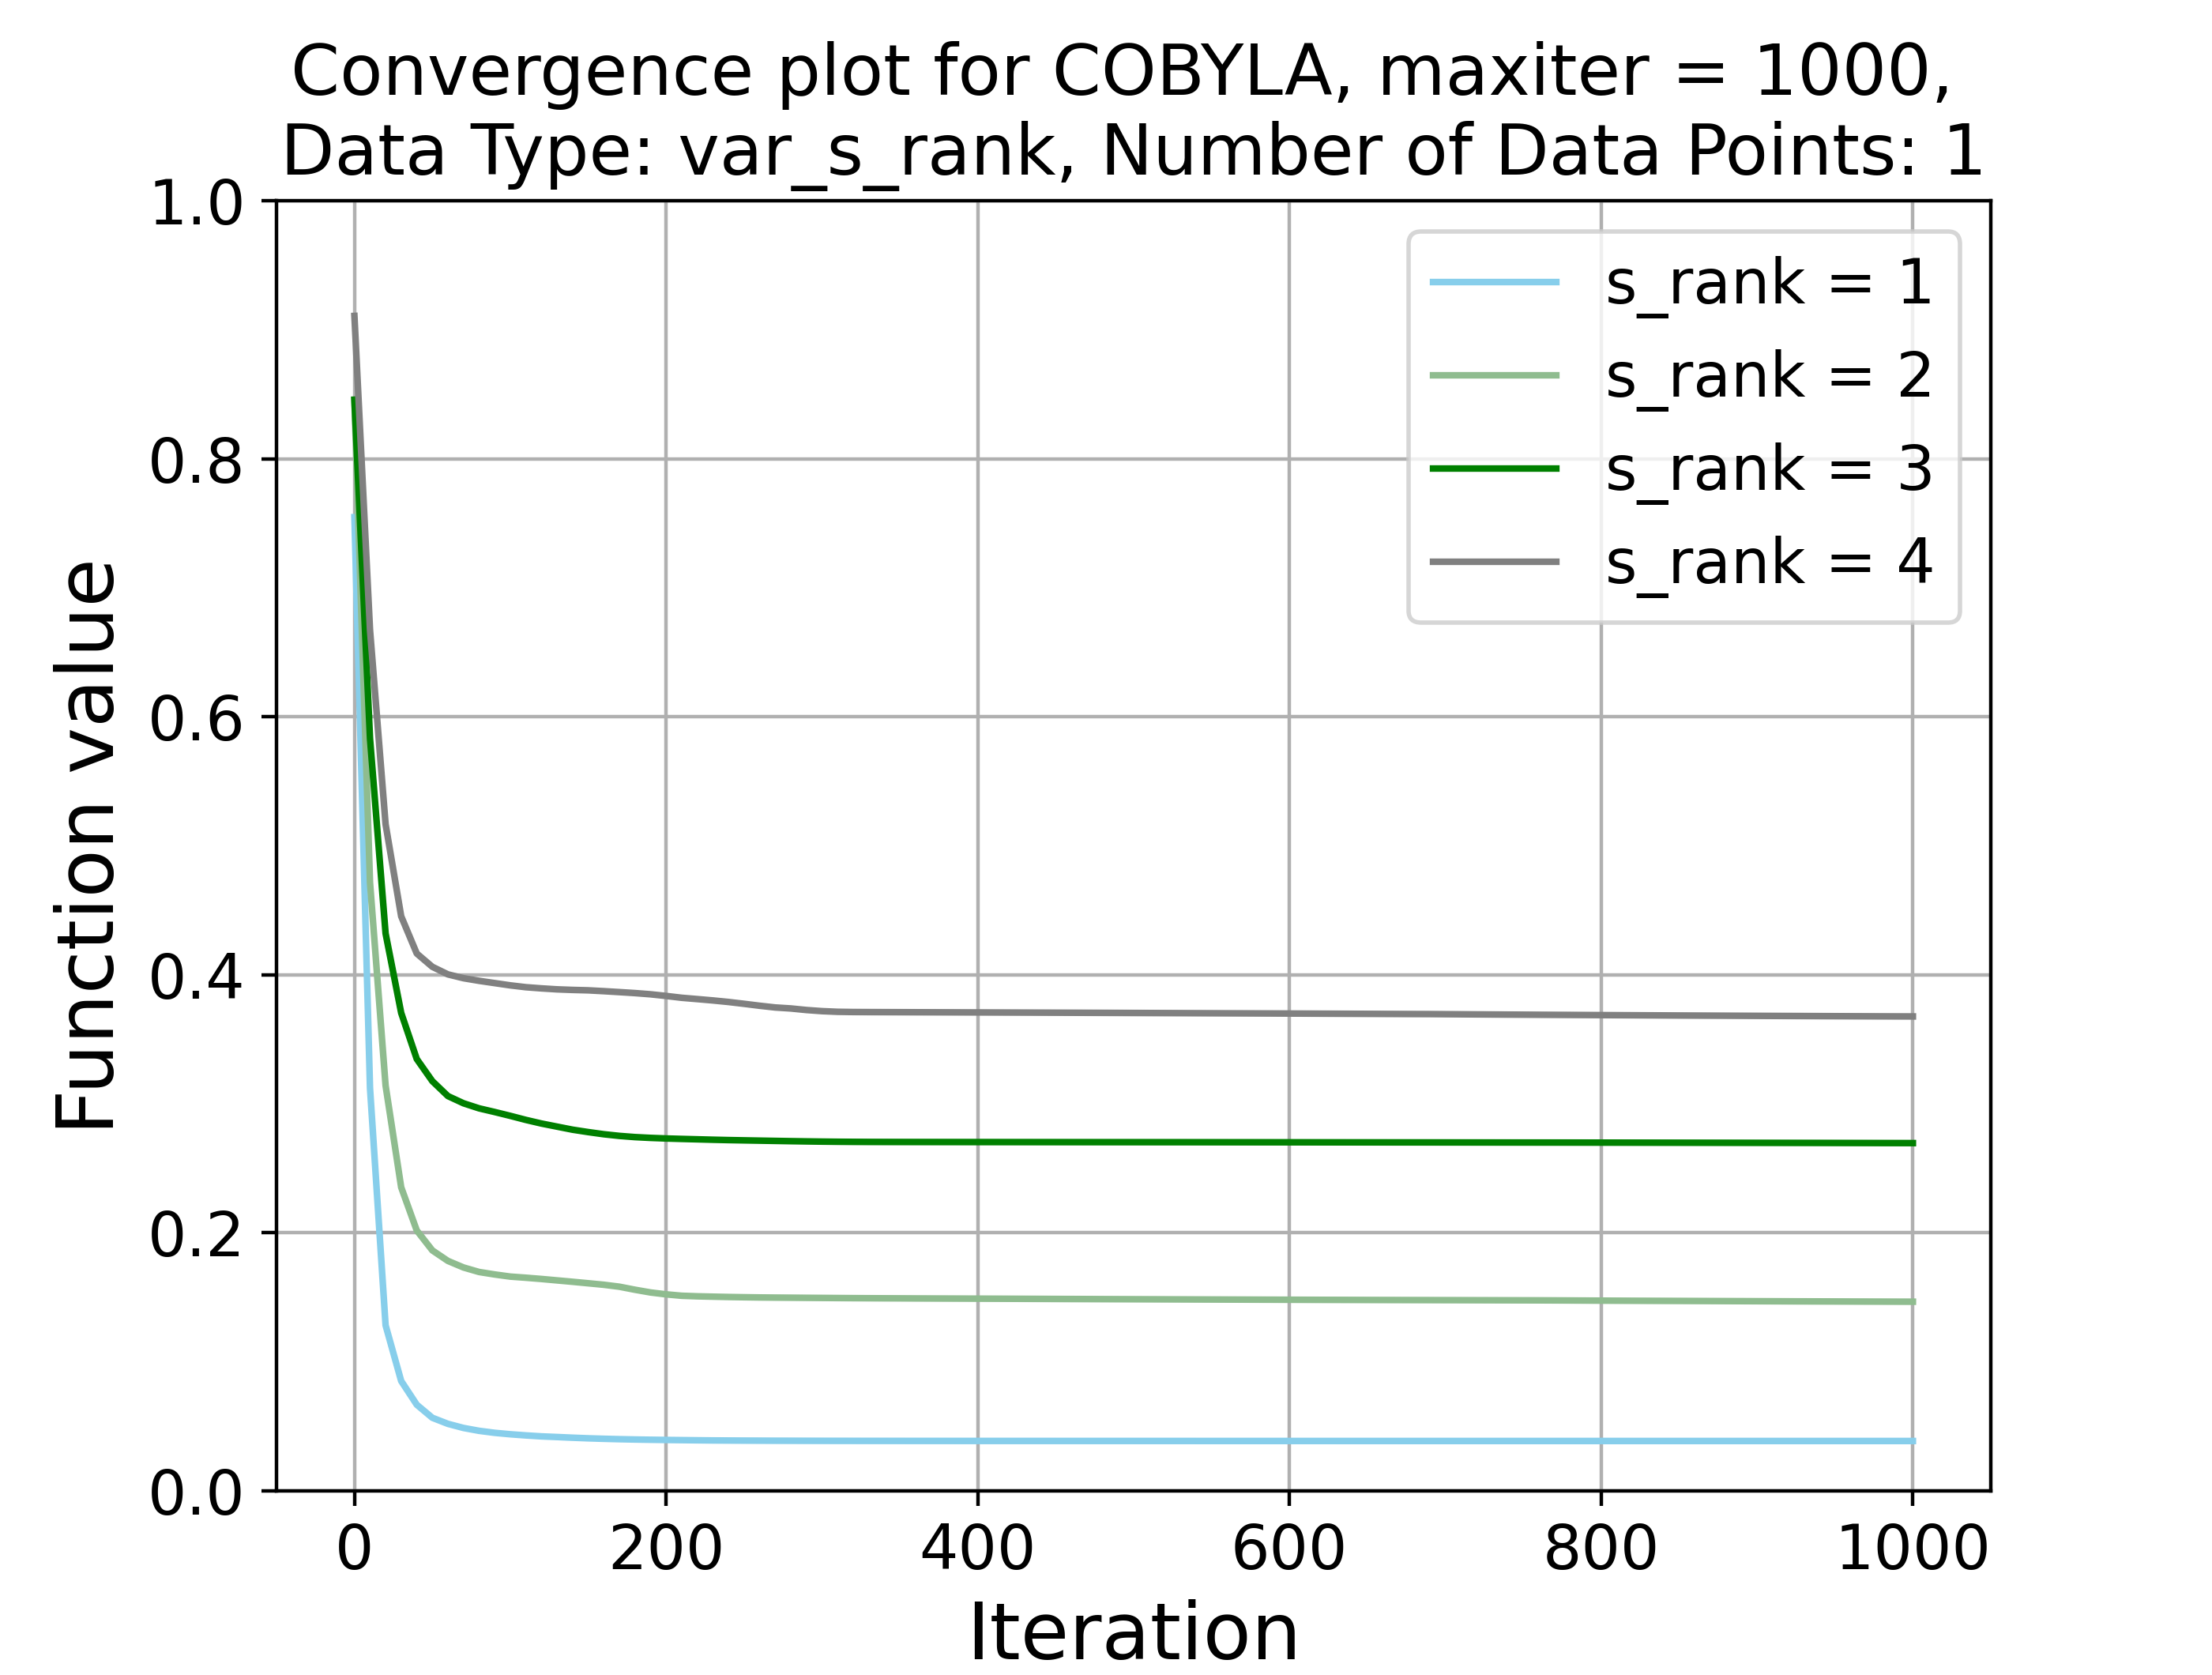 Convergence plot for COBYLA, maxiter = 1000,
Data Type: var_s_rank, Number of Data Points: 1
1.0
0.8
0.6
0.4
0.2
0.0
Function value
s_rank = 1
s_rank = 2
s_rank = 3
s_rank = 4
0 200 400 600 800 1000
Iteration